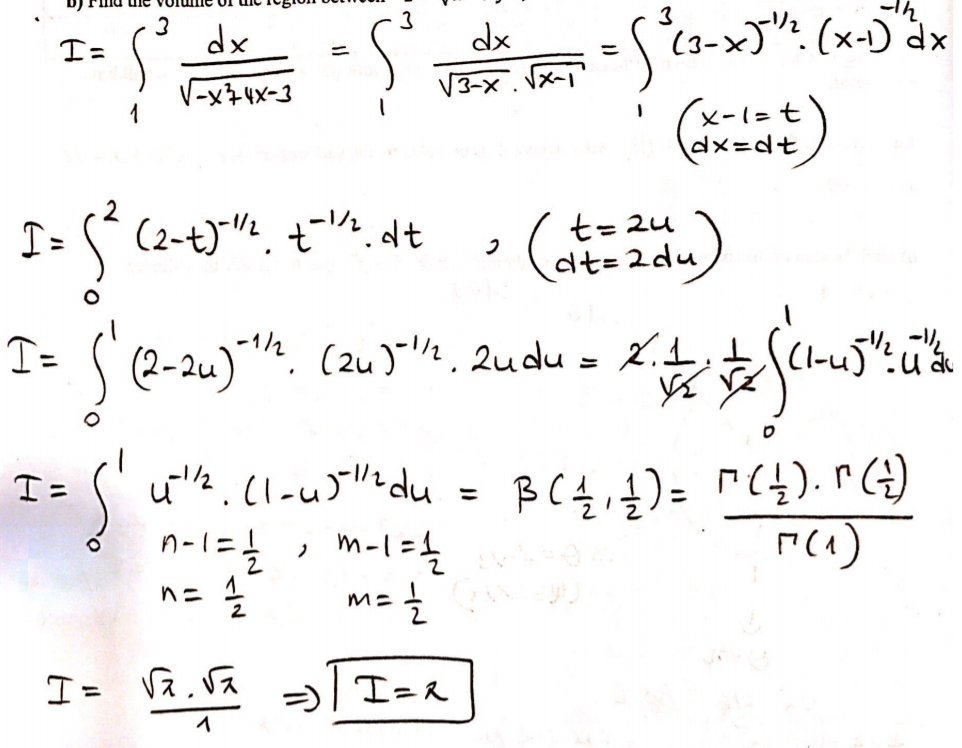 b) Find the volume of the region between
I = ∫₁³ dx / √(-x²+4x-3) = ∫₁³ dx / (√(3-x) . √(x-1)) = ∫₁³ (3-x)^(-1/2) . (x-1)^(-1/2) dx
(x-1 = t
dx = dt)
I = ∫₀² (2-t)^(-1/2) . t^(-1/2) . dt , (t = 2u
dt = 2du)
I = ∫₀¹ (2-2u)^(-1/2) . (2u)^(-1/2) . 2u du = 2 . 1/√2 . 1/√2 ∫₀¹ (1-u)^(-1/2) . u^(-1/2) du
I = ∫₀¹ u^(-1/2) . (1-u)^(-1/2) du = β(1/2, 1/2) = Γ(1/2) . Γ(1/2) / Γ(1)
n-1 = 1/2 , m-1 = 1/2
n = 1/2 m = 1/2
I = √π . √π / 1 ⇒ I = π